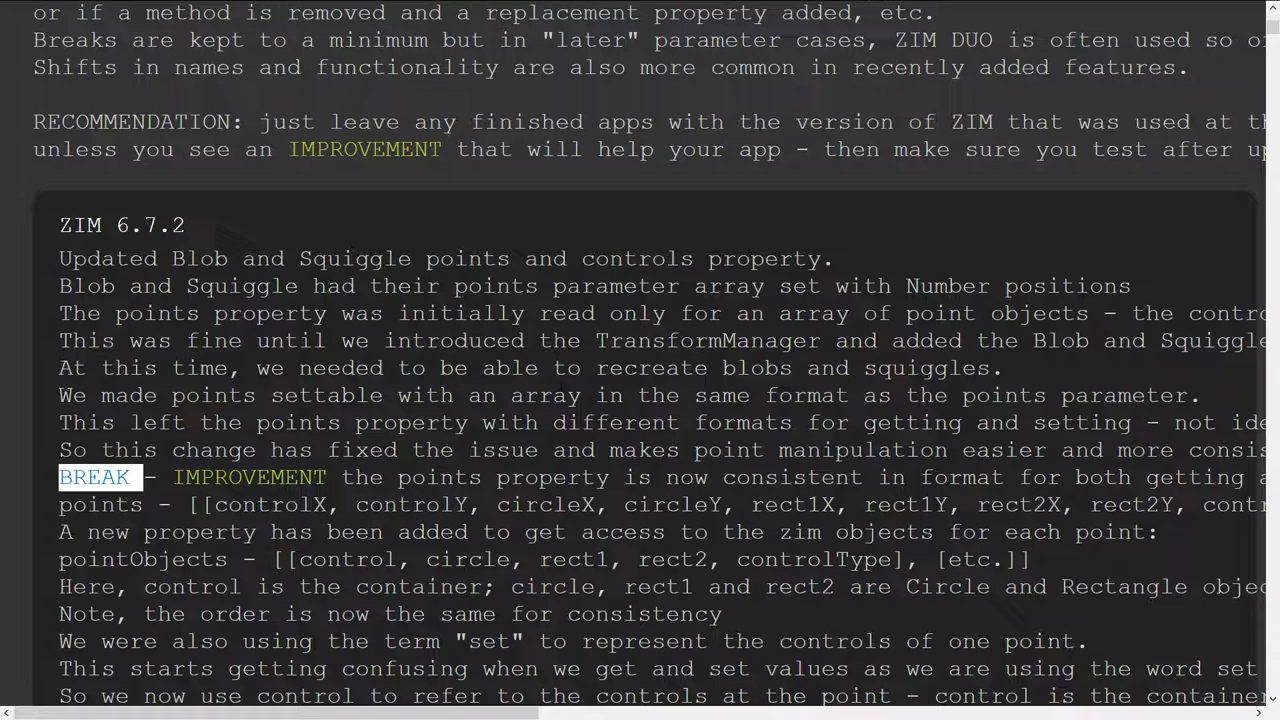 or if a method is removed and a replacement property added, etc.
Breaks are kept to a minimum but in "later" parameter cases, ZIM DUO is often used so
Shifts in names and functionality are also more common in recently added features.
RECOMMENDATION: just leave any finished apps with the version of ZIM that was used at
unless you see an IMPROVEMENT that will help your app - then make sure you test after
ZIM 6.7.2
Updated Blob and Squiggle points and controls property.
Blob and Squiggle had their points parameter array set with Number positions
The points property was initially read only for an array of point objects - the
This was fine until we introduced the TransformManager and added the Blob and Squiggle
At this time, we needed to be able to recreate blobs and squiggles.
We made points settable with an array in the same format as the points parameter.
This left the points property with different formats for getting and setting - not
So this change has fixed the issue and makes point manipulation easier and more
BREAK - IMPROVEMENT the points property is now consistent in format for both getting
points - [[controlX, controlY, circleX, circleY, rect1X, rect1Y, rect2X, rect2Y,
A new property has been added to get access to the zim objects for each point:
pointObjects - [[control, circle, rect1, rect2, controlType], [etc.]]
Here, control is the container; circle, rect1 and rect2 are Circle and Rectangle
Note, the order is now the same for consistency
We were also using the term "set" to represent the controls of one point.
This starts getting confusing when we get and set values as we are using the word set
So we now use control to refer to the controls at the point - control is the container